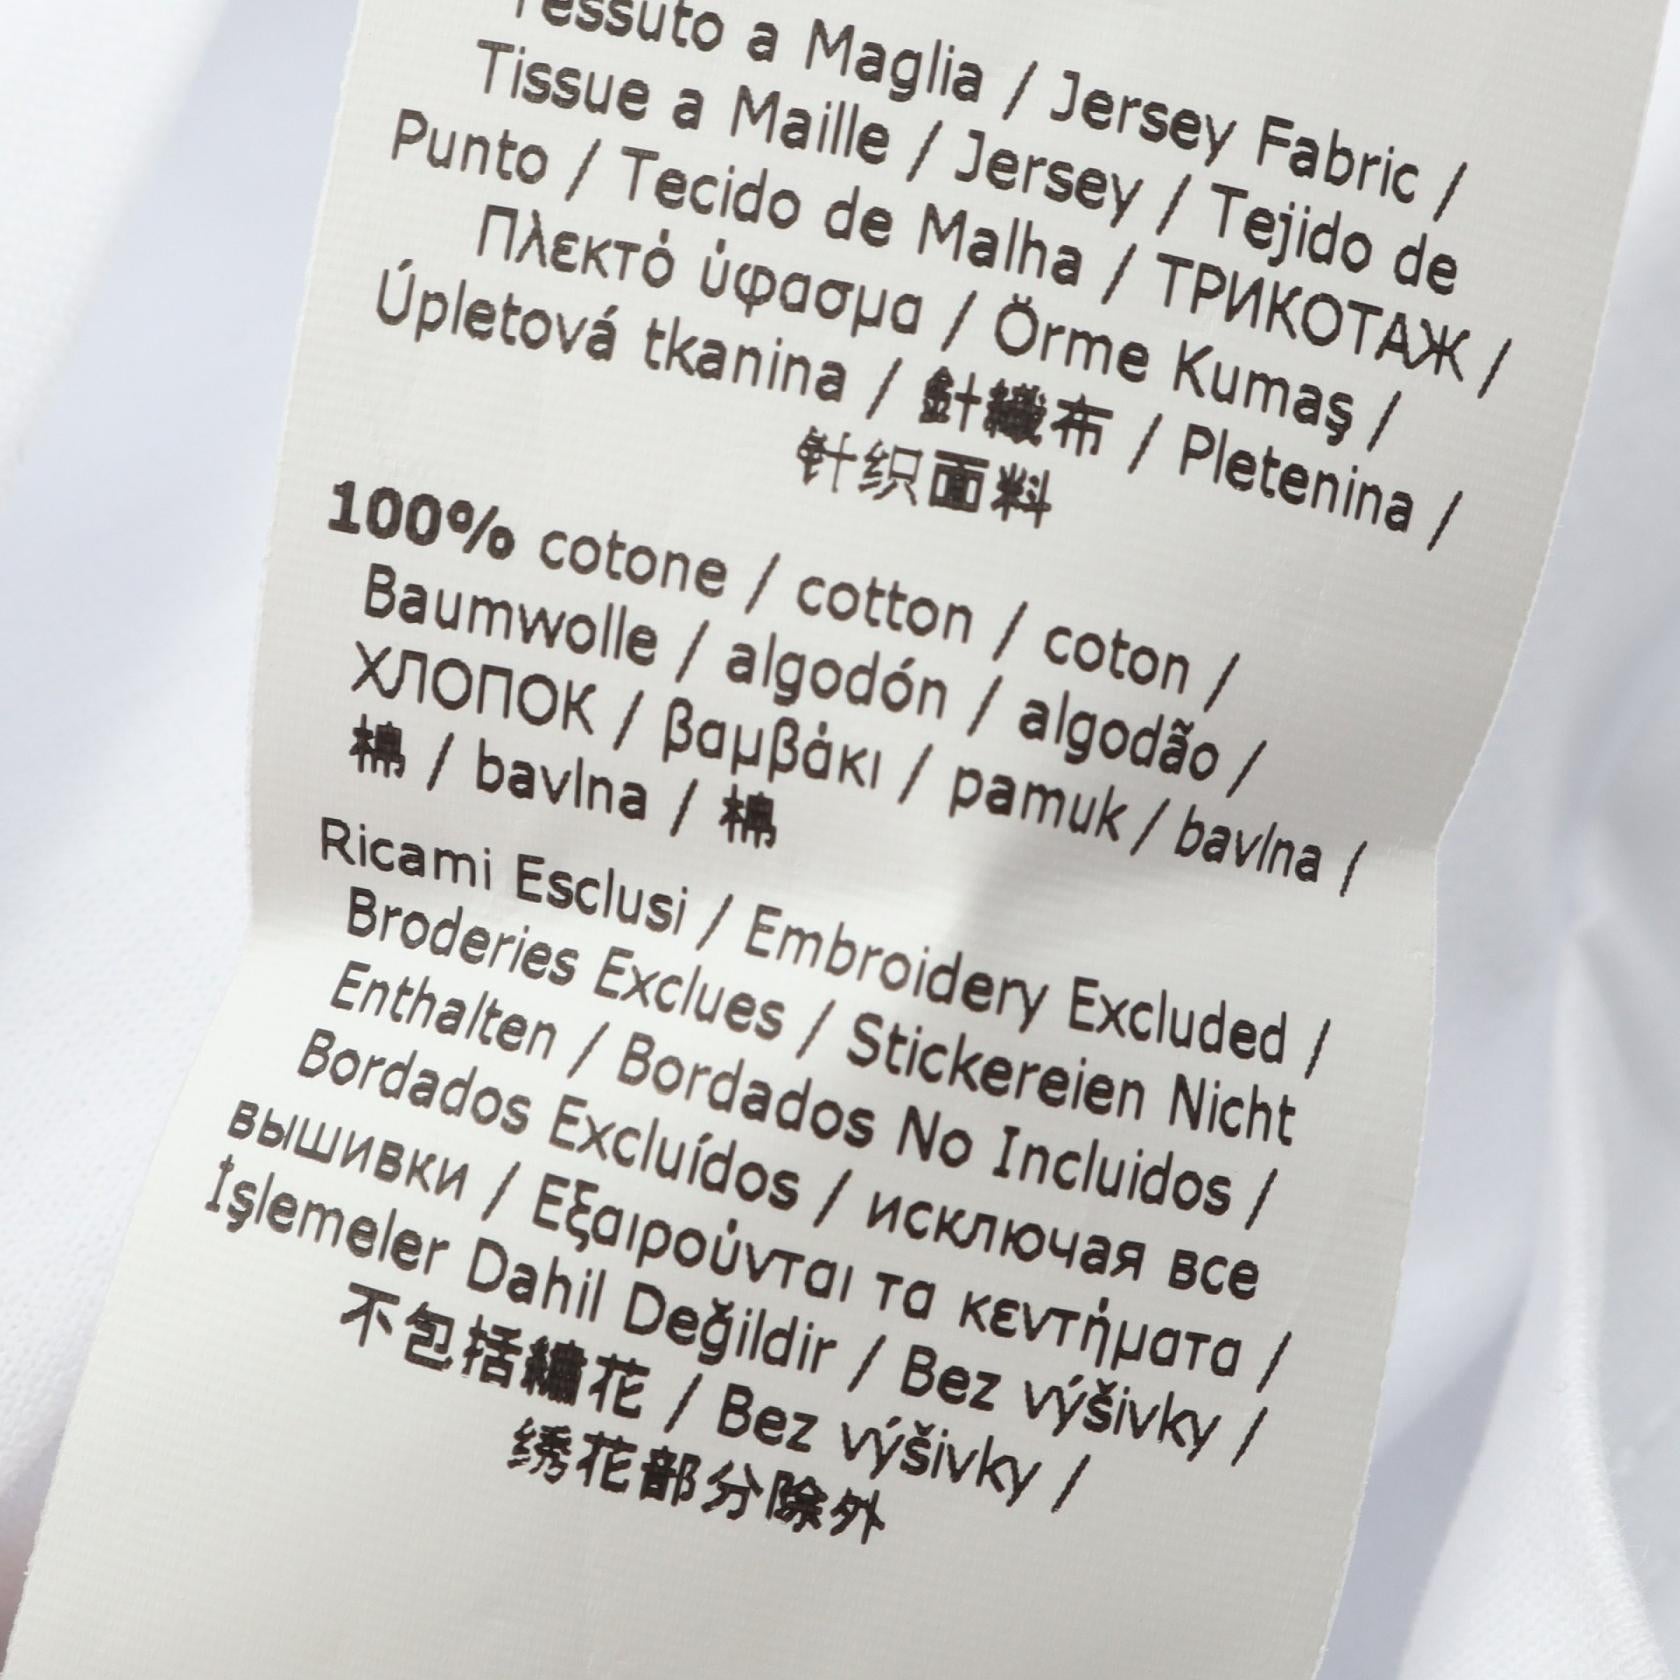 Tessuto a Maglia / Jersey Fabric /
Tissue a Maille / Jersey / Tejido de
Punto / Tecido de Malha / ТРИКОТАЖ /
Πλεκτό ύφασμα / Örme Kumaş /
Úpletová tkanina / 針織布 / Pletenina /
针织面料
100% cotone / cotton / coton /
Baumwolle / algodón / algodão /
ХЛОПОК / βαμβάκι / pamuk / bavlna /
棉 / bavlna / 棉
Ricami Esclusi / Embroidery Excluded /
Broderies Exclues / Stickereien Nicht
Enthalten / Bordados No Incluidos /
Bordados Excluídos / исключая все
вышивки / Εξαιρούνται τα κεντήματα /
İşlemeler Dahil Değildir / Bez výšivky /
不包括繡花 / Bez výšivky /
绣花部分除外